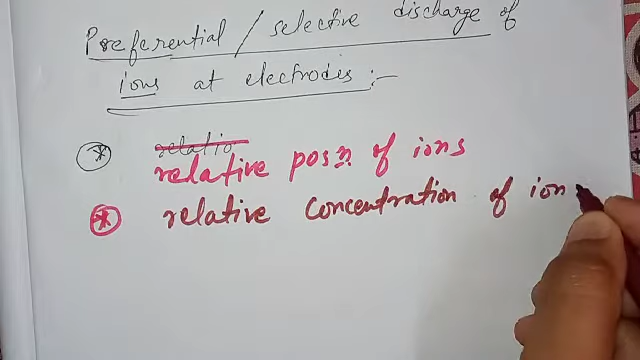 Preferential / selective discharge of
ions at electrodes :-
relatio
* relative posn of ions
* relative concentration of ion